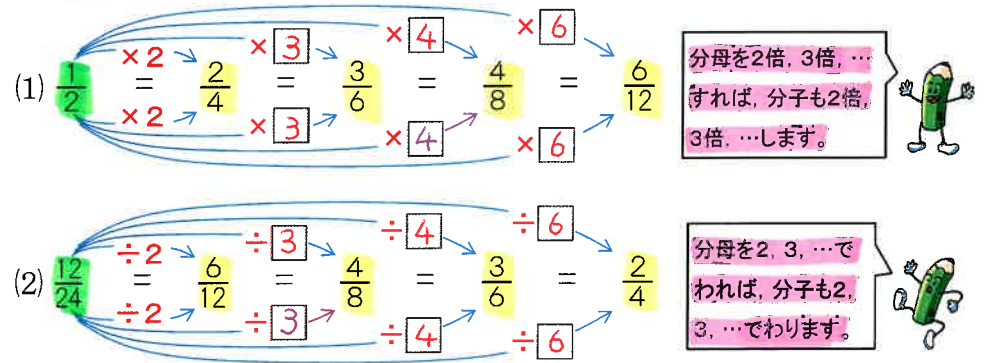 ×2 ×3 ×4 ×6
(1) 1/2 = 2/4 = 3/6 = 4/8 = 6/12
×2 ×3 ×4 ×6
分母を2倍, 3倍, …
すれば, 分子も2倍,
3倍, …します。
÷2 ÷3 ÷4 ÷6
(2) 12/24 = 6/12 = 4/8 = 3/6 = 2/4
÷2 ÷3 ÷4 ÷6
分母を2, 3, …で
われば, 分子も2,
3, …でわります。